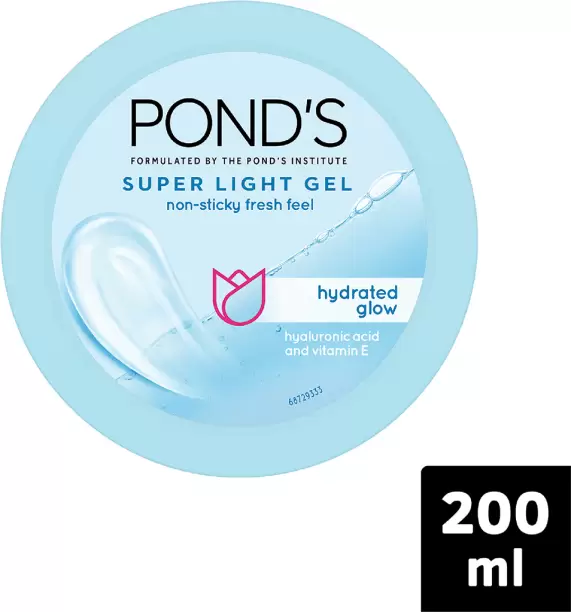 POND'S
FORMULATED BY THE POND'S INSTITUTE
SUPER LIGHT GEL
non-sticky fresh feel
hydrated
glow
hyaluronic acid
and vitamin E
68729333
200
ml